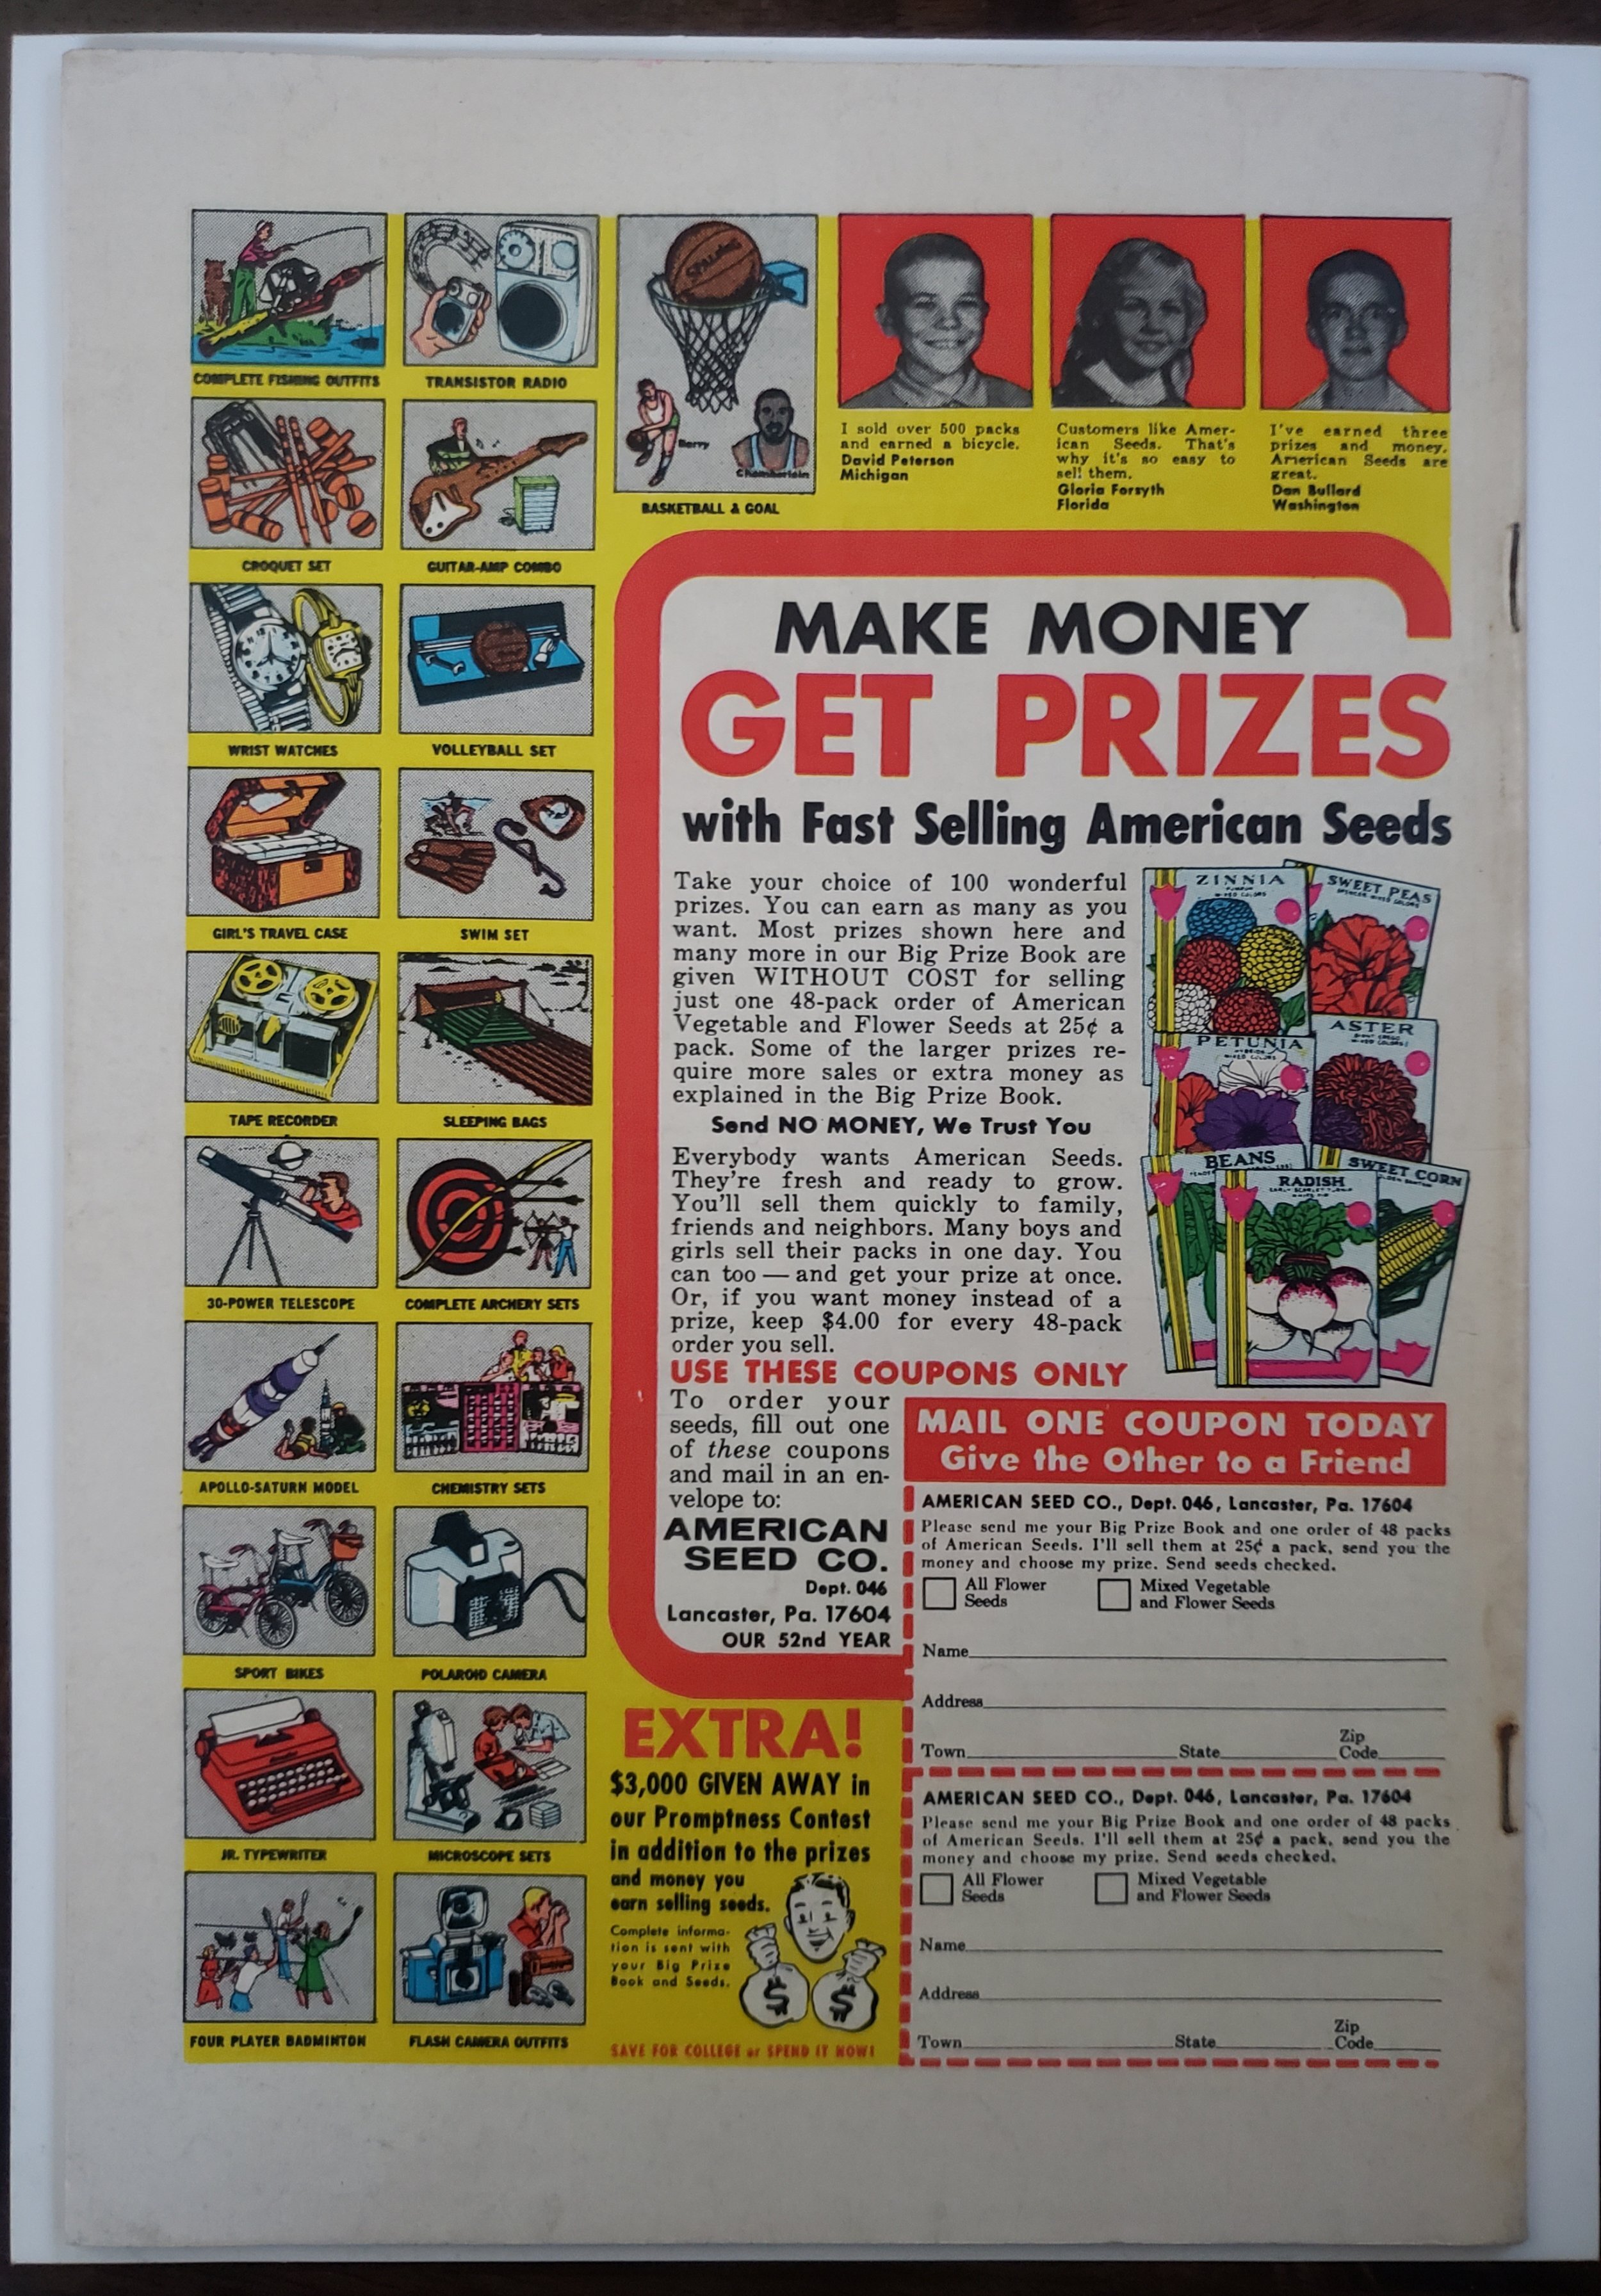 COMPLETE FISHING OUTFITS
TRANSISTOR RADIO
SPALDING
Barry
Chamberlain
BASKETBALL & GOAL
I sold over 500 packs
and earned a bicycle.
David Peterson
Michigan
Customers like Amer-
ican Seeds. That's
why it's so easy to
sell them.
Gloria Forsyth
Florida
I've earned three
prizes and money.
American Seeds are
great.
Dan Bullard
Washington
CROQUET SET
GUITAR-AMP COMBO
WRIST WATCHES
VOLLEYBALL SET
GIRL'S TRAVEL CASE
SWIM SET
TAPE RECORDER
SLEEPING BAGS
30-POWER TELESCOPE
COMPLETE ARCHERY SETS
APOLLO-SATURN MODEL
CHEMISTRY SETS
SPORT BIKES
POLAROID CAMERA
JR. TYPEWRITER
MICROSCOPE SETS
FOUR PLAYER BADMINTON
FLASH CAMERA OUTFITS
MAKE MONEY
GET PRIZES
with Fast Selling American Seeds
Take your choice of 100 wonderful
prizes. You can earn as many as you
want. Most prizes shown here and
many more in our Big Prize Book are
given WITHOUT COST for selling
just one 48-pack order of American
Vegetable and Flower Seeds at 25¢ a
pack. Some of the larger prizes re-
quire more sales or extra money as
explained in the Big Prize Book.
Send NO MONEY, We Trust You
Everybody wants American Seeds.
They're fresh and ready to grow.
You'll sell them quickly to family,
friends and neighbors. Many boys and
girls sell their packs in one day. You
can too — and get your prize at once.
Or, if you want money instead of a
prize, keep $4.00 for every 48-pack
order you sell.
ZINNIA
MIXED COLORS
SWEET PEAS
SPENCER MIXED COLORS
PETUNIA
MIXED COLORS
ASTER
MIXED COLORS
BEANS
RADISH
SWEET CORN
USE THESE COUPONS ONLY
To order your
seeds, fill out one
of these coupons
and mail in an en-
velope to:
AMERICAN
SEED CO.
Dept. 046
Lancaster, Pa. 17604
OUR 52nd YEAR
MAIL ONE COUPON TODAY
Give the Other to a Friend
AMERICAN SEED CO., Dept. 046, Lancaster, Pa. 17604
Please send me your Big Prize Book and one order of 48 packs
of American Seeds. I'll sell them at 25¢ a pack, send you the
money and choose my prize. Send seeds checked.
All Flower Seeds
Mixed Vegetable and Flower Seeds
Name
Address
Town State Zip Code
AMERICAN SEED CO., Dept. 046, Lancaster, Pa. 17604
Please send me your Big Prize Book and one order of 48 packs
of American Seeds. I'll sell them at 25¢ a pack, send you the
money and choose my prize. Send seeds checked.
All Flower Seeds
Mixed Vegetable and Flower Seeds
Name
Address
Town State Zip Code
EXTRA!
$3,000 GIVEN AWAY in
our Promptness Contest
in addition to the prizes
and money you
earn selling seeds.
Complete informa-
tion is sent with
your Big Prize
Book and Seeds.
$ $
SAVE FOR COLLEGE or SPEND IT NOW!